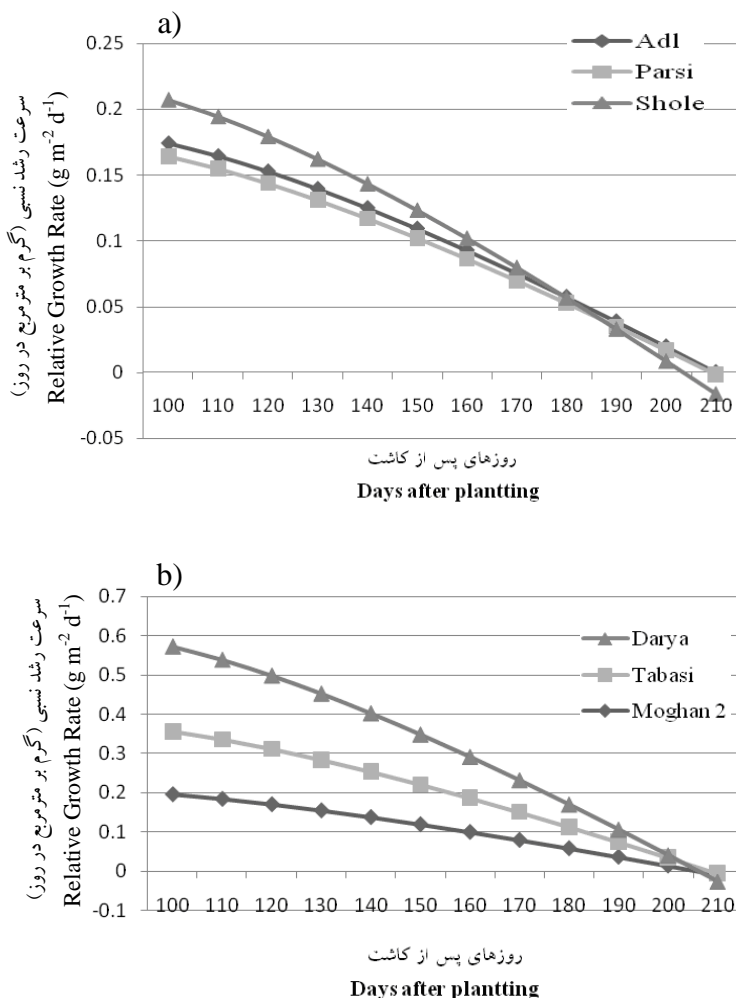 a)
سرعت رشد نسبی (گرم بر مترمربع در روز)
Relative Growth Rate (g m⁻² d⁻¹)
0.25
0.2
0.15
0.1
0.05
0
-0.05
Adl
Parsi
Shole
100 110 120 130 140 150 160 170 180 190 200 210
روزهای پس از کاشت
Days after plantting
b)
سرعت رشد نسبی (گرم بر مترمربع در روز)
Relative Growth Rate (g m⁻² d⁻¹)
0.7
0.6
0.5
0.4
0.3
0.2
0.1
0
-0.1
Darya
Tabasi
Moghan 2
100 110 120 130 140 150 160 170 180 190 200 210
روزهای پس از کاشت
Days after plantting